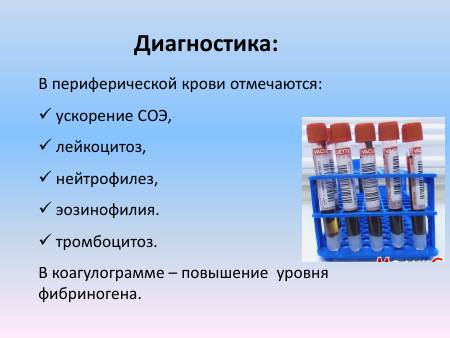 Диагностика:
В периферической крови отмечаются:
✓ ускорение СОЭ,
✓ лейкоцитоз,
✓ нейтрофилез,
✓ эозинофилия.
✓ тромбоцитоз.
В коагулограмме – повышение уровня
фибриногена.